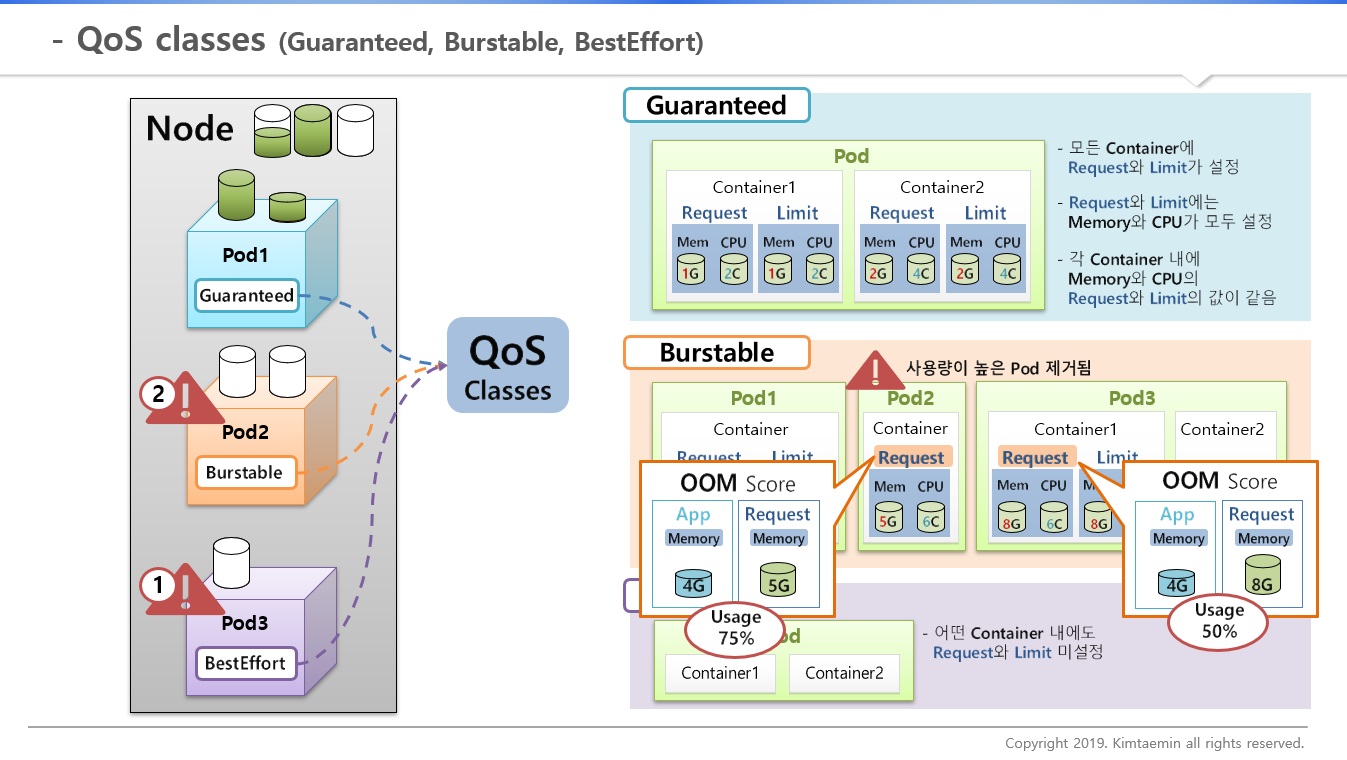 - QoS classes (Guaranteed, Burstable, BestEffort)
Node
Pod1
Guaranteed
2
Pod2
Burstable
1
Pod3
BestEffort
QoS
Classes
Guaranteed
Pod
Container1
Request Limit
Mem CPU Mem CPU
1G 2C 1G 2C
Container2
Request Limit
Mem CPU Mem CPU
2G 4C 2G 4C
- 모든 Container에
Request와 Limit가 설정
- Request와 Limit에는
Memory와 CPU가 모두 설정
- 각 Container 내에
Memory와 CPU의
Request와 Limit의 값이 같음
Burstable
사용량이 높은 Pod 제거됨
Pod1
Container
Request Limit
Pod2
Container
Request
Mem CPU
5G 6C
Pod3
Container1
Request Limit
Mem CPU
8G 6C 8G
Container2
OOM Score
App Request
Memory Memory
4G 5G
Usage
75%
OOM Score
App Request
Memory Memory
4G 8G
Usage
50%
Container1 Container2
- 어떤 Container 내에도
Request와 Limit 미설정
Copyright 2019. Kimtaemin all rights reserved.